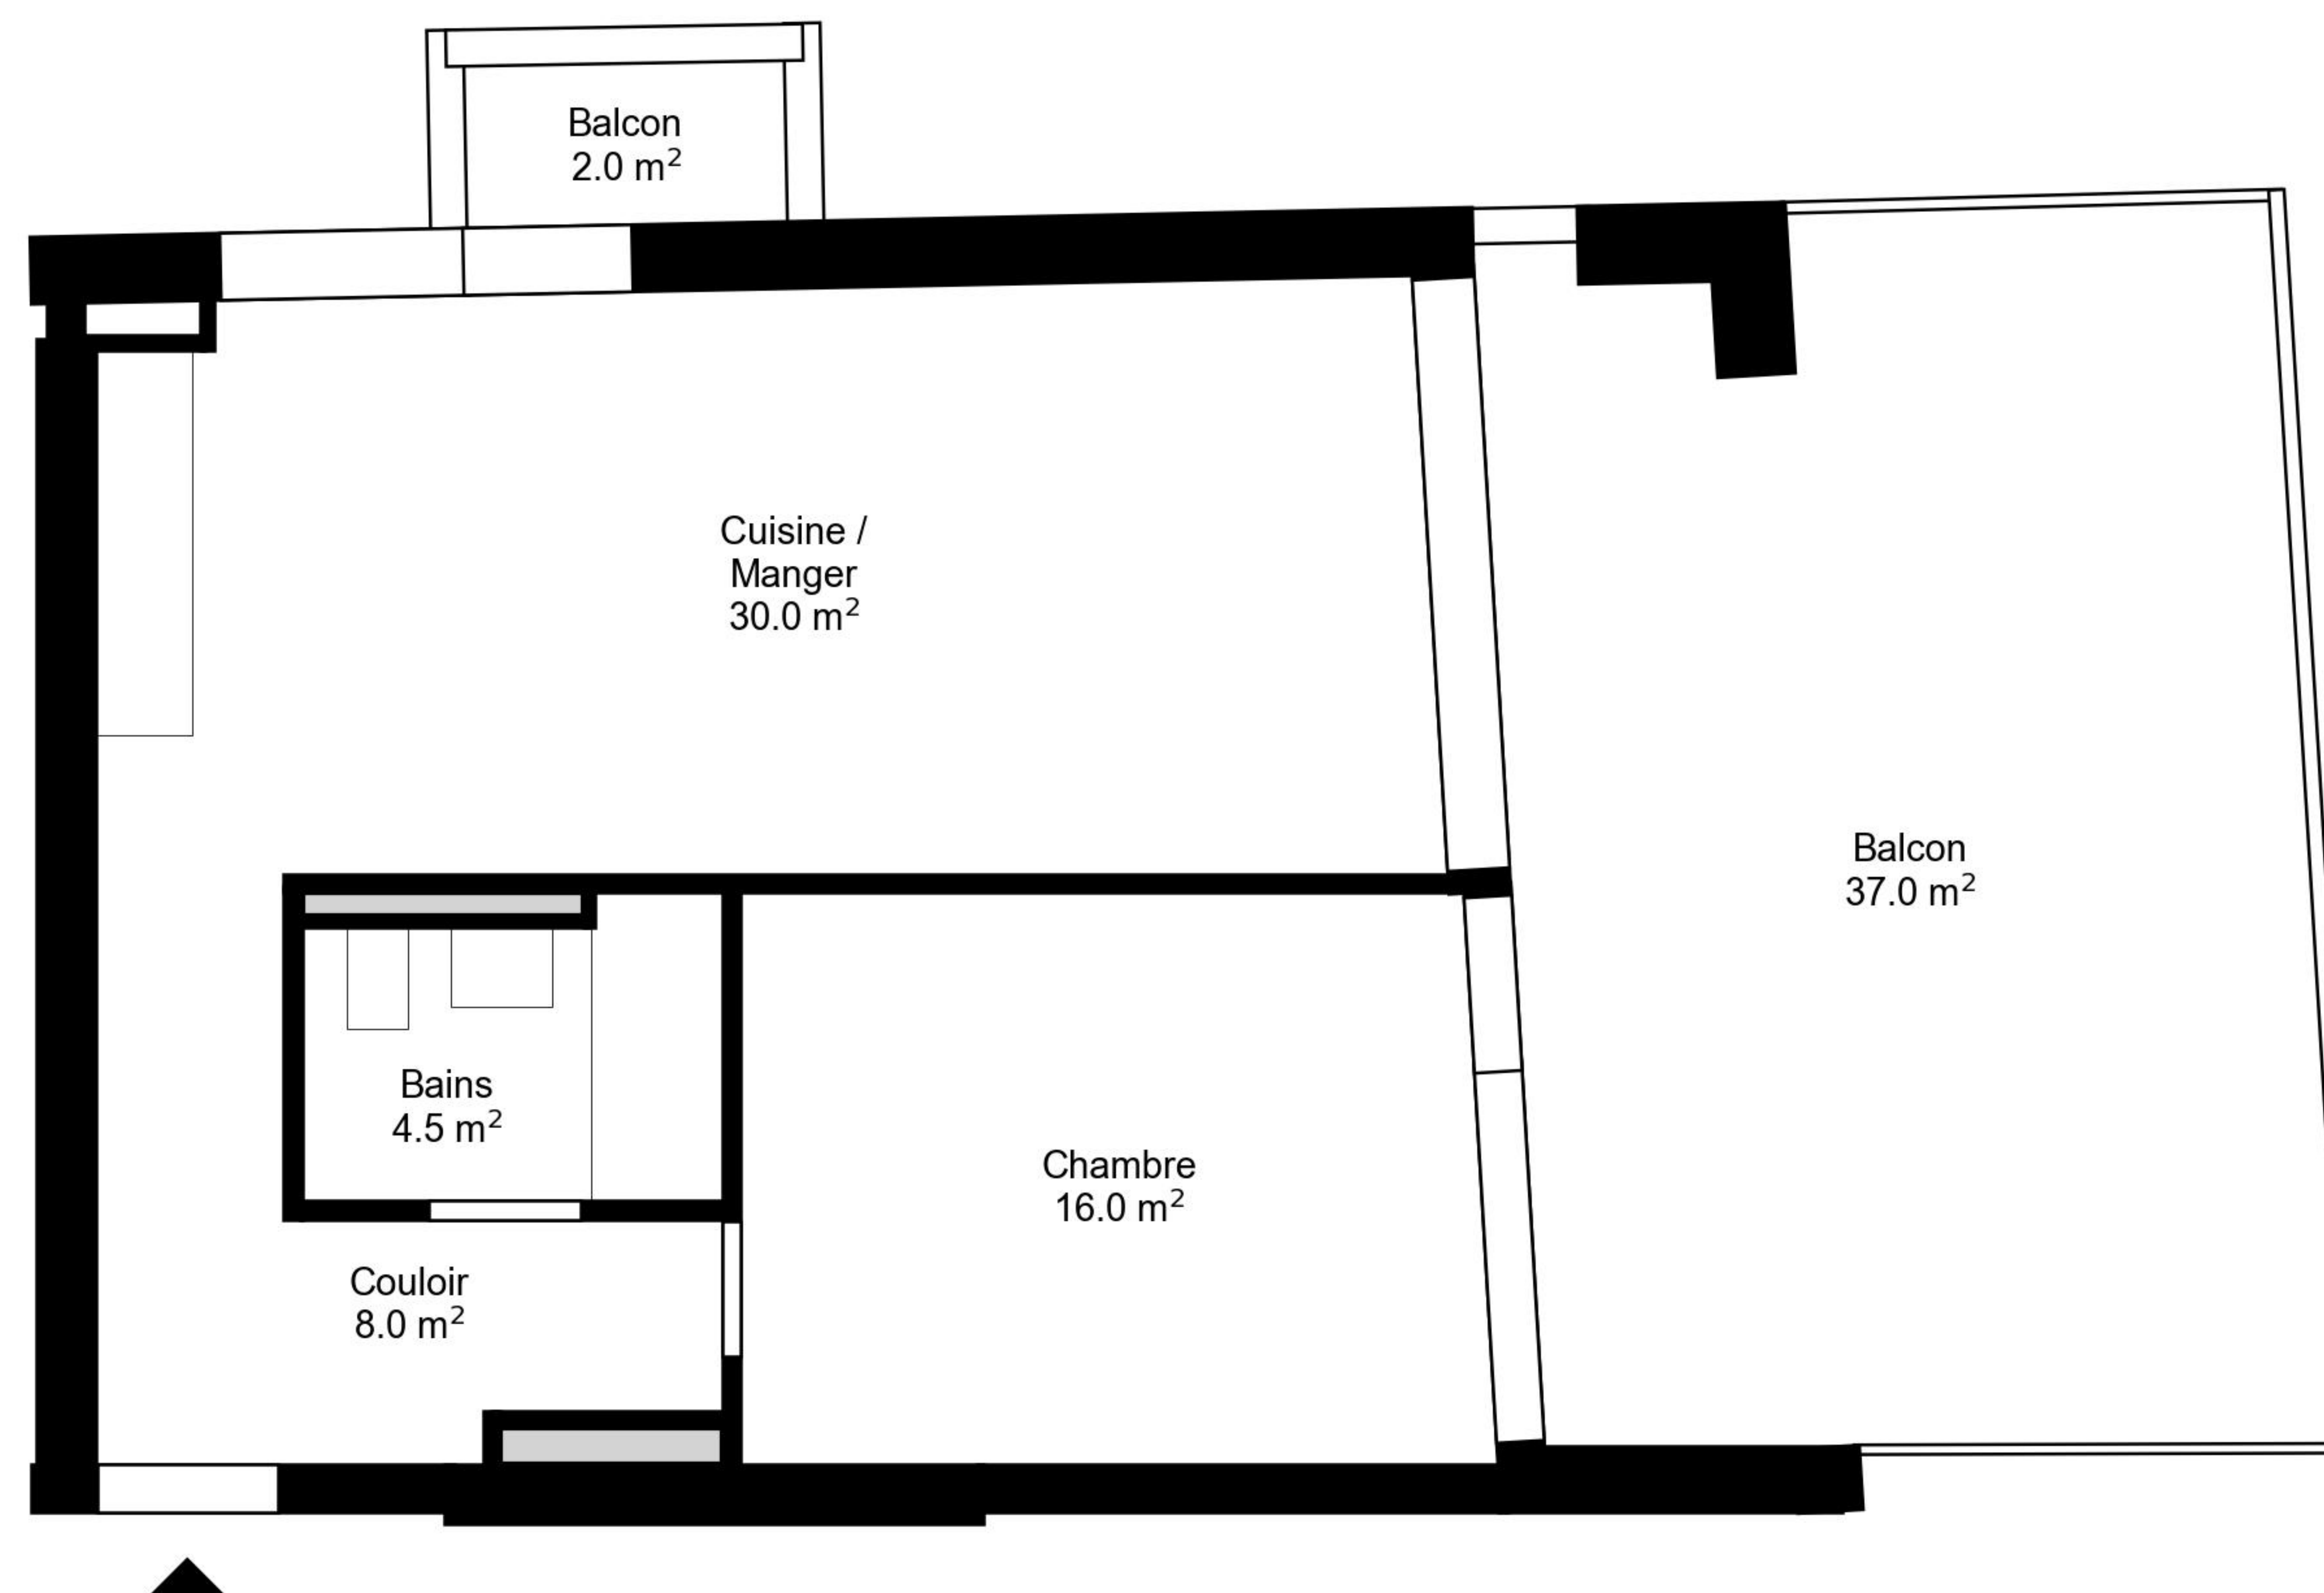 Balcon
2.0 m²
Cuisine /
Manger
30.0 m²
Balcon
37.0 m²
Bains
4.5 m²
Chambre
16.0 m²
Couloir
8.0 m²